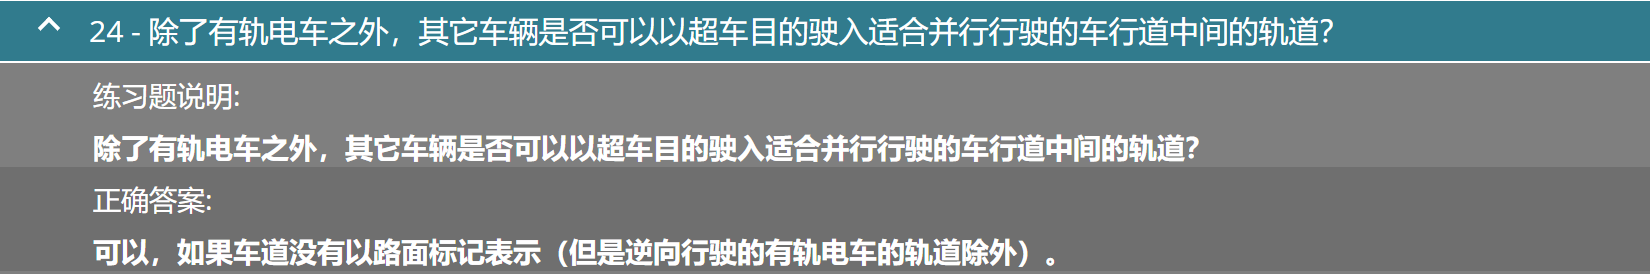 24 - 除了有轨电车之外，其它车辆是否可以以超车目的驶入适合并行行驶的车行道中间的轨道？
练习题说明:
除了有轨电车之外，其它车辆是否可以以超车目的驶入适合并行行驶的车行道中间的轨道？
正确答案:
可以，如果车道没有以路面标记表示（但是逆向行驶的有轨电车的轨道除外）。